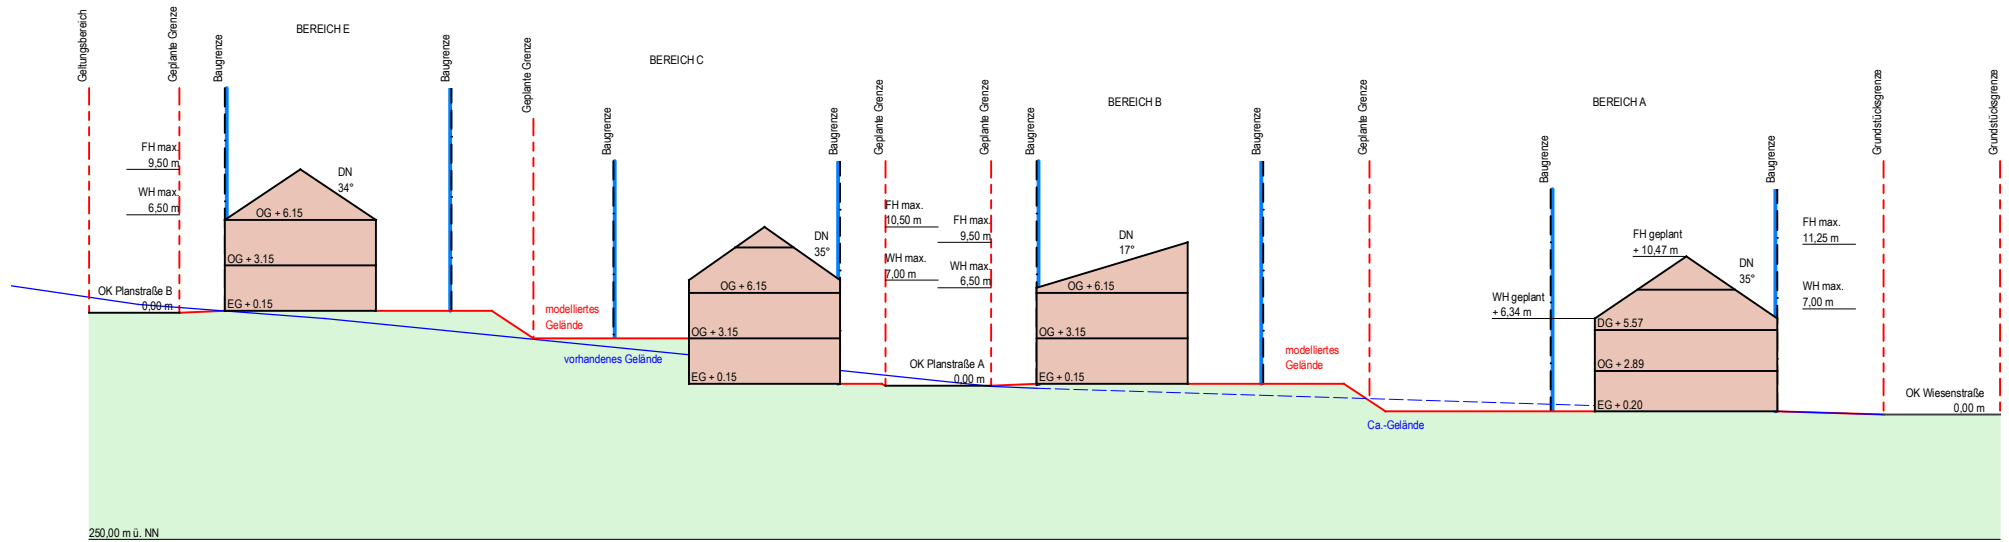 Geltungsbereich
Geplante Grenze
Baugrenze
BEREICH E
Baugrenze
Geplante Grenze
BEREICH C
Baugrenze
Baugrenze
Geplante Grenze
Geplante Grenze
Baugrenze
BEREICH B
Baugrenze
Geplante Grenze
BEREICH A
Baugrenze
Baugrenze
Grundstücksgrenze
Grundstücksgrenze
FH max.
9,50 m
WH max.
6,50 m
DN
34°
OG + 6.15
OG + 3.15
EG + 0.15
OK Planstraße B
0,00 m
modelliertes
Gelände
vorhandenes Gelände
DN
35°
OG + 6.15
OG + 3.15
EG + 0.15
FH max.
10,50 m
WH max.
7,00 m
FH max.
9,50 m
WH max.
6,50 m
OK Planstraße A
0,00 m
DN
17°
OG + 6.15
OG + 3.15
EG + 0.15
modelliertes
Gelände
Ca.-Gelände
WH geplant
+ 6,34 m
FH geplant
+ 10,47 m
DN
35°
DG + 5.57
OG + 2.89
EG + 0.20
FH max.
11,25 m
WH max.
7,00 m
OK Wiesenstraße
0,00 m
250,00 m ü. NN